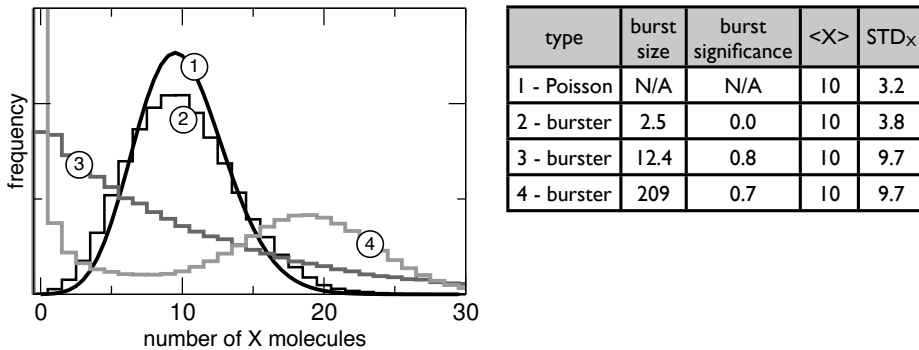 frequency
1
2
3
4
0 10 20 30
number of X molecules
type burst size burst significance <X> STDX
1 - Poisson N/A N/A 10 3.2
2 - burster 2.5 0.0 10 3.8
3 - burster 12.4 0.8 10 9.7
4 - burster 209 0.7 10 9.7